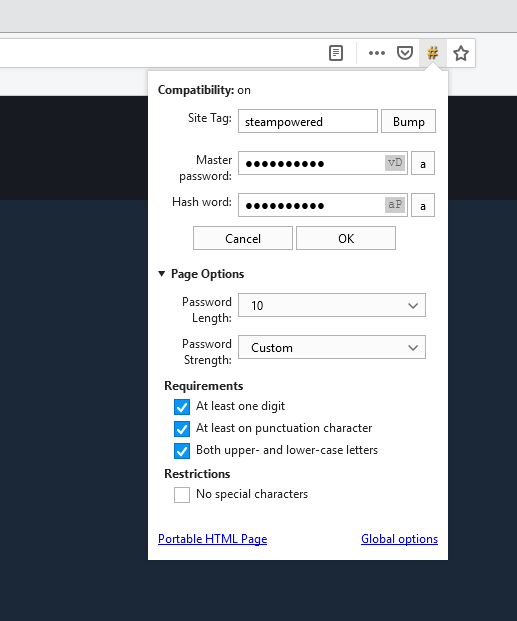 #
Compatibility: on
Site Tag: steampowered Bump
Master password: ●●●●●●●●●● vD a
Hash word: ●●●●●●●●●● aP a
Cancel OK
Page Options
Password Length: 10
Password Strength: Custom
Requirements
At least one digit
At least on punctuation character
Both upper- and lower-case letters
Restrictions
No special characters
Portable HTML Page Global options